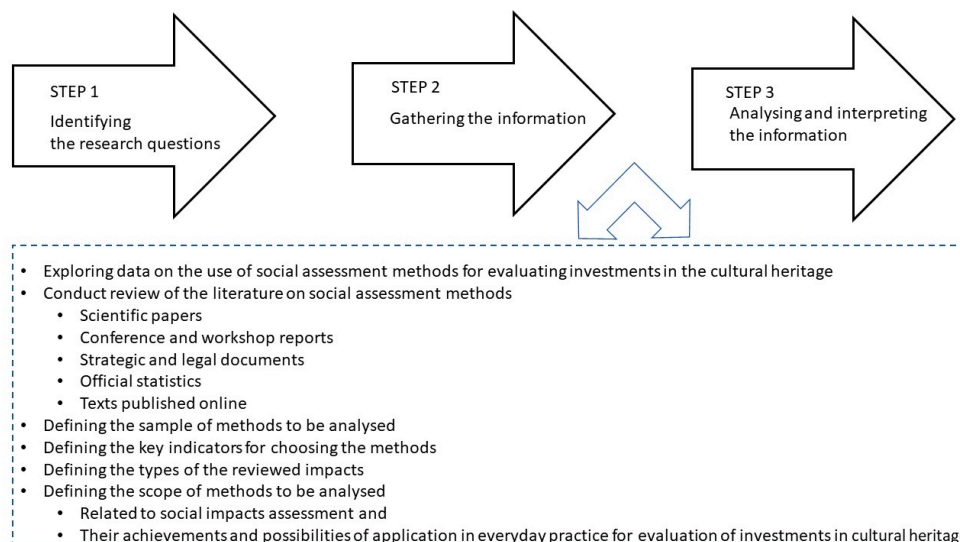 STEP 1
Identifying
the research questions
STEP 2
Gathering the information
STEP 3
Analysing and interpreting
the information
• Exploring data on the use of social assessment methods for evaluating investments in the cultural heritage
• Conduct review of the literature on social assessment methods
• Scientific papers
• Conference and workshop reports
• Strategic and legal documents
• Official statistics
• Texts published online
• Defining the sample of methods to be analysed
• Defining the key indicators for choosing the methods
• Defining the types of the reviewed impacts
• Defining the scope of methods to be analysed
• Related to social impacts assessment and
• Their achievements and possibilities of application in everyday practice for evaluation of investments in cultural heritag